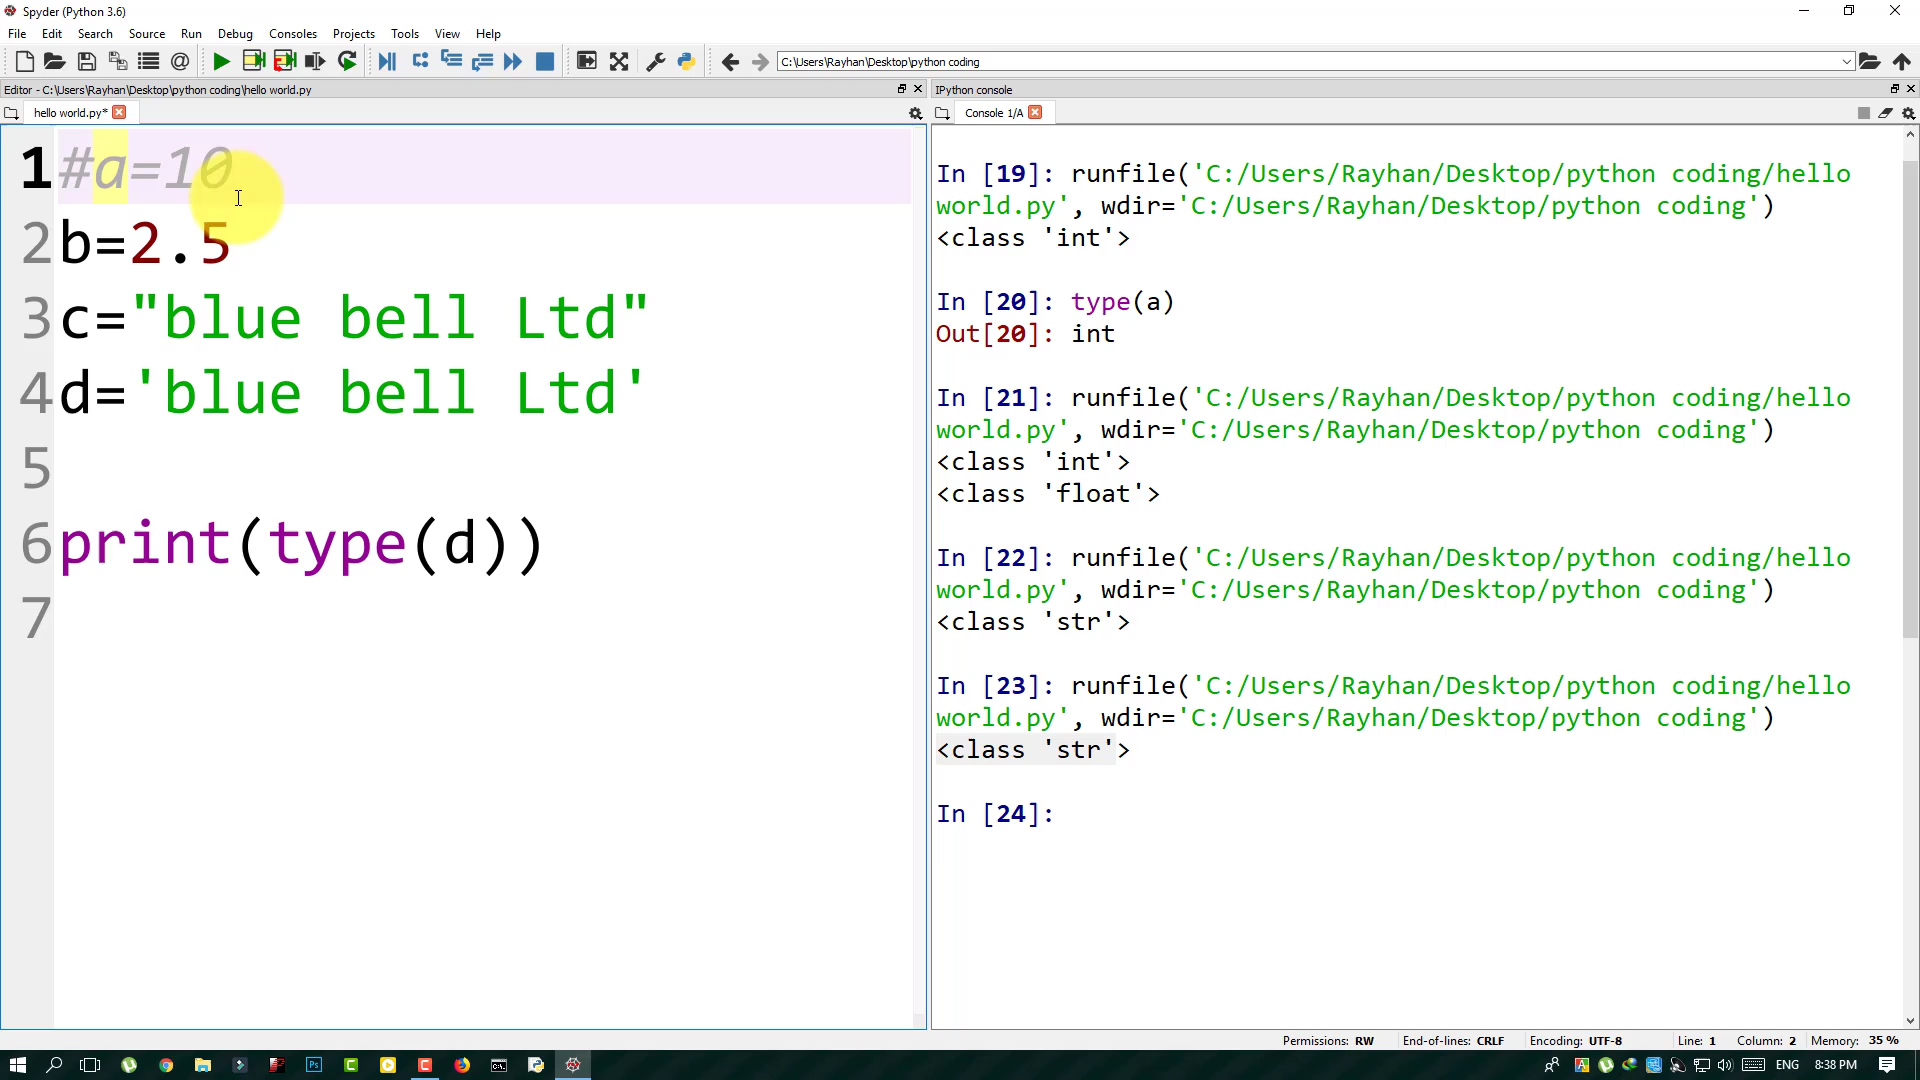 Spyder (Python 3.6)
File Edit Search Source Run Debug Consoles Projects Tools View Help
C:\Users\Rayhan\Desktop\python coding
Editor - C:\Users\Rayhan\Desktop\python coding\hello world.py
hello world.py*
1 #a=10
2 b=2.5
3 c="blue bell Ltd"
4 d='blue bell Ltd'
5
6 print(type(d))
7
IPython console
Console 1/A
In [19]: runfile('C:/Users/Rayhan/Desktop/python coding/hello
world.py', wdir='C:/Users/Rayhan/Desktop/python coding')
<class 'int'>
In [20]: type(a)
Out[20]: int
In [21]: runfile('C:/Users/Rayhan/Desktop/python coding/hello
world.py', wdir='C:/Users/Rayhan/Desktop/python coding')
<class 'int'>
<class 'float'>
In [22]: runfile('C:/Users/Rayhan/Desktop/python coding/hello
world.py', wdir='C:/Users/Rayhan/Desktop/python coding')
<class 'str'>
In [23]: runfile('C:/Users/Rayhan/Desktop/python coding/hello
world.py', wdir='C:/Users/Rayhan/Desktop/python coding')
<class 'str'>
In [24]:
Permissions: RW End-of-lines: CRLF Encoding: UTF-8 Line: 1 Column: 2 Memory: 35 %
ENG 8:38 PM